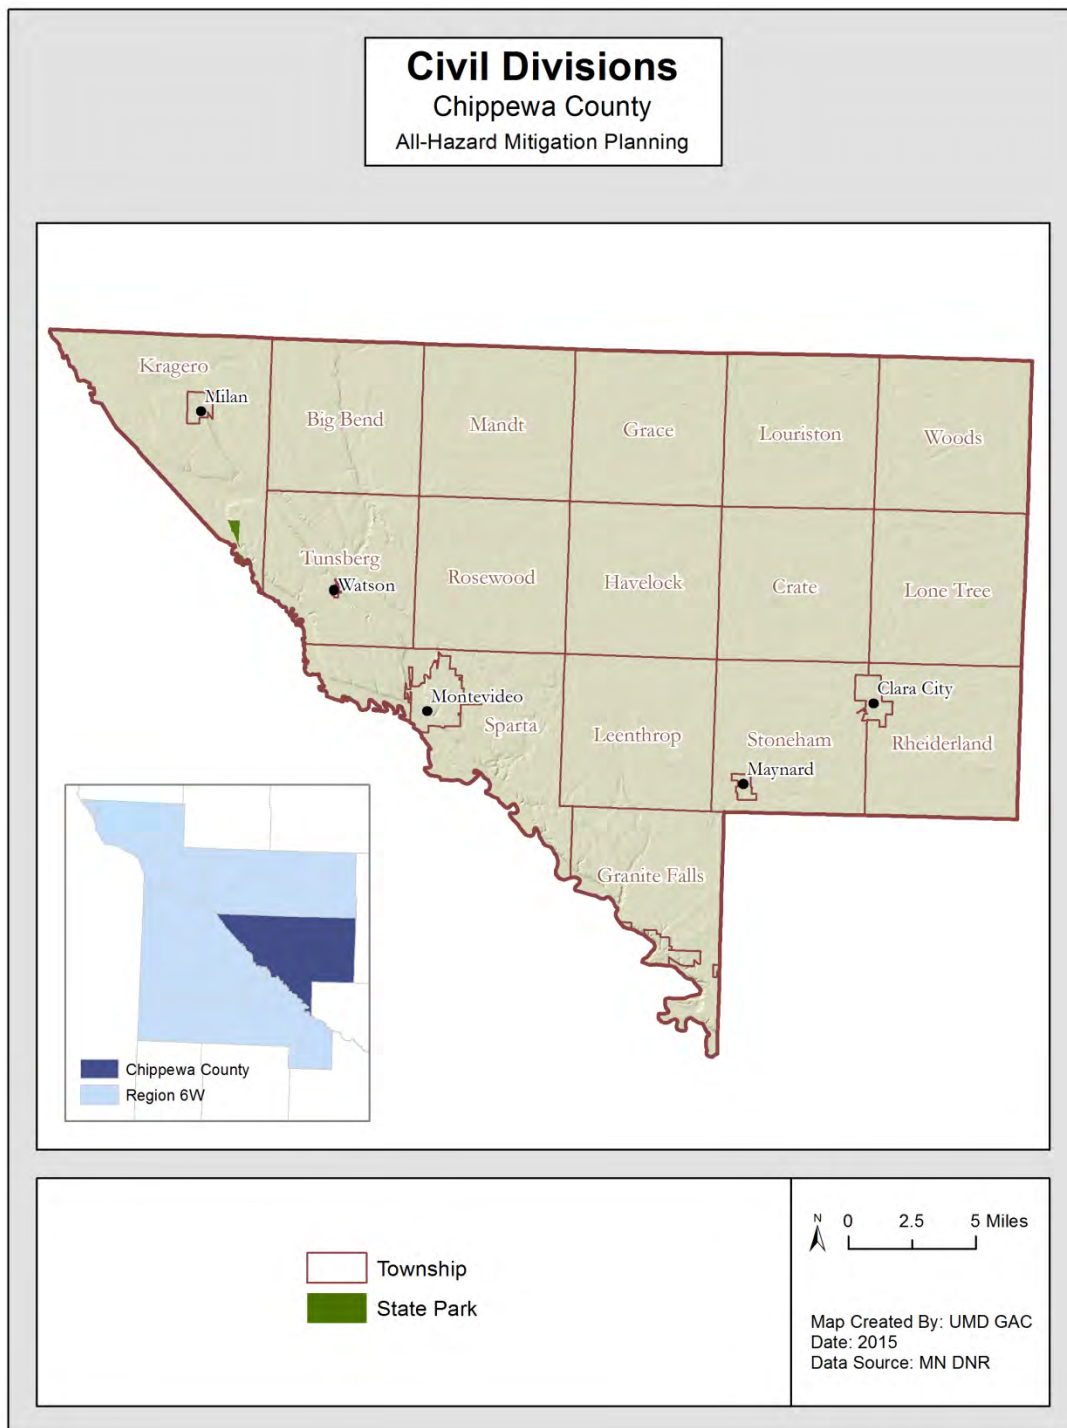 Civil Divisions
Chippewa County
All-Hazard Mitigation Planning
Kragero
Milan
Big Bend
Mandt
Grace
Louriston
Woods
Tunsberg
Watson
Rosewood
Havelock
Crate
Lone Tree
Montevideo
Sparta
Leenthrop
Stoneham
Clara City
Rheiderland
Maynard
Granite Falls
Chippewa County
Region 6W
Township
State Park
N
0 2.5 5 Miles
Map Created By: UMD GAC
Date: 2015
Data Source: MN DNR